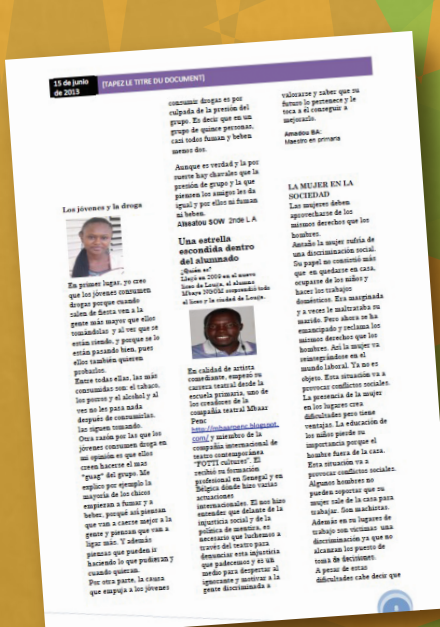 15 de junio
de 2013
[TAPEZ LE TITRE DU DOCUMENT]
Los jóvenes y la droga
En primer lugar, yo creo
que los jóvenes consumen
drogas porque cuando
salen de fiesta ven a la
gente más mayor que ellos
tomándolas y al ver que se
están riendo, y porque se lo
están pasando bien, pues
ellos también quieren
probarlos.
Entre todas ellas, las más
consumidas son: el tabaco,
los porros y el alcohol y al
ves no les pasa nada
después de consumirlas.
las siguen tomando.
Otra razón por las que los
jóvenes consumen droga en
mi opinión es que ellos
creen hacerse el mas
"guag" del grupo. Me
explico por ejemplo la
mayoría de los chicos
empiezan a fumar y a
beber, porque así piensan
que van a caerse mejor a la
gente y piensan que van a
ligar más. Y además
piensas que pueden ir
haciendo lo que pudieran y
cuando quieran.
Por otra parte, la causa
que empuja a los jóvenes
consumir drogas es por
culpada de la presión del
grupo. Es decir que en un
grupo de quince personas,
casi todos fuman y beben
menos dos.
Aunque es verdad y la por
suerte hay chavales que la
presión de grupo y la que
piensen los amigos les da
igual y por ellos ni fuman
ni beben.
Aissatou SOW 2nde L A
Una estrella
escondida dentro
del alumnado
¿Quién es?
Llegó en 2009 en el nuevo
liceo de Louga, el alumno
Mbaka sorprendió todo
el liceo y la ciudad de Louga.
En calidad de artista
comediante, empezó su
carrera teatral desde la
escuela primaria, uno de
los creadores de la
compañía teatral Mbaar
Penc
http://mbaarpenc.blogspot.
com/ y miembro de la
compañía internacional de
teatro contemporánea
"FOTTI cultures". El
recibió su formación
profesional en Senegal y en
Bélgica dónde hizo varias
actuaciones
internacionales. El nos hizo
entender que delante de la
injusticia social y de la
política de mentira, es
necesario que luchemos a
través del teatro para
denunciar esta injusticia
que padecemos y es un
medio para despertar al
ignorante y motivar a la
gente discriminada a
valorarse y saber que su
futuro lo pertenece y le
toca a él conseguir a
mejorarlo.
Amadou BA:
Maestro en primaria
LA MUJER EN LA
SOCIEDAD
Las mujeres deben
aprovecharse de los
mismos derechos que los
hombres.
Antaño la mujer sufría de
una discriminación social.
Su papel no consistió más
que en quedarse en casa,
ocuparse de los niños y
hacer los trabajos
domésticos. Era marginada
y a veces le maltrataba su
marido. Pero ahora se ha
emancipado y reclama los
mismos derechos que los
hombres. Así la mujer va
reintegrándose en el
mundo laboral. Ya no es
objeto. Esta situación va a
provocar conflictos sociales.
La presencia de la mujer
en los lugares crea
dificultades pero tiene
ventajas. La educación de
los niños pierde su
importancia porque el
hombre fuera de la casa.
Esta situación va a
provocar conflictos sociales.
Algunos hombres no
pueden soportar que su
mujer sale de la casa para
trabajar. Son machistas.
Además en su lugares de
trabajo son víctimas una
discriminación ya que no
alcanzan los puesto de
toma de decisiones.
A pesar de estas
dificultades cabe decir que